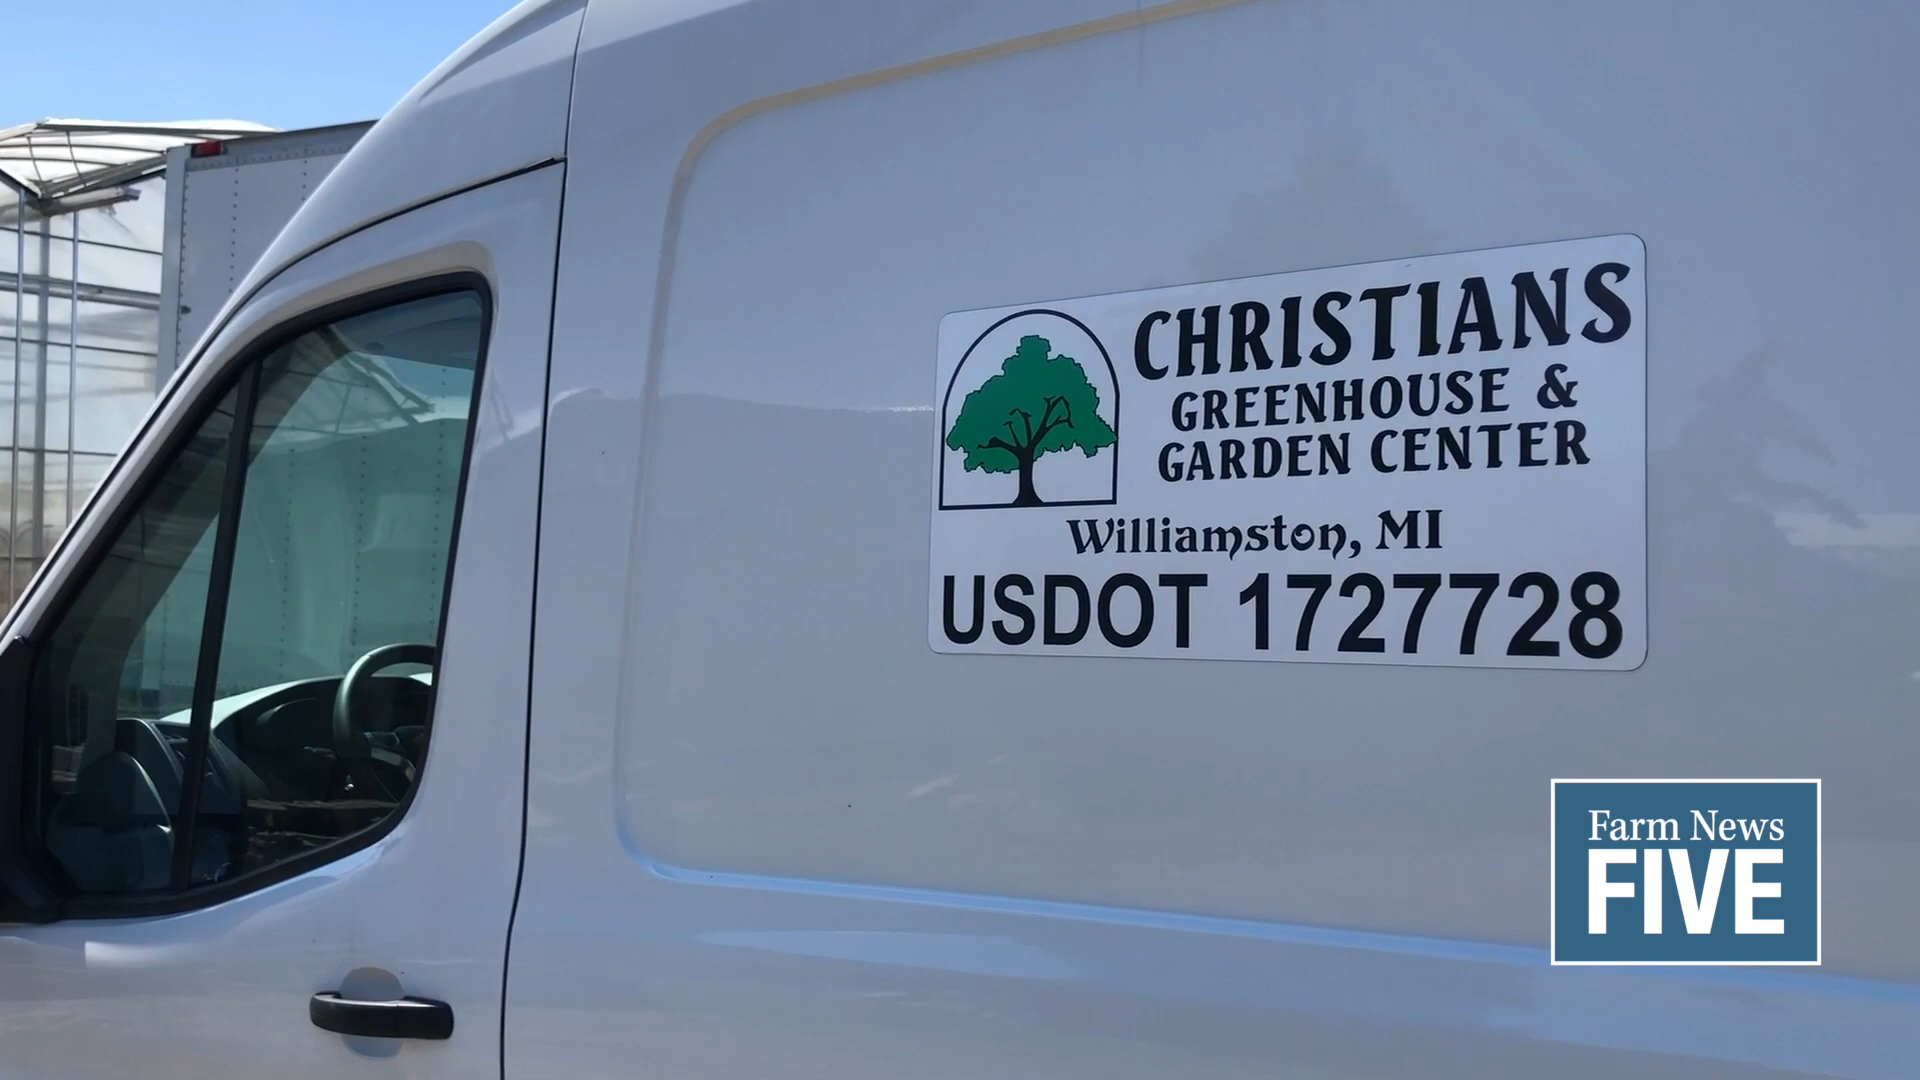 CHRISTIANS
GREENHOUSE &
GARDEN CENTER
Williamston, MI
USDOT 1727728
Farm News
FIVE